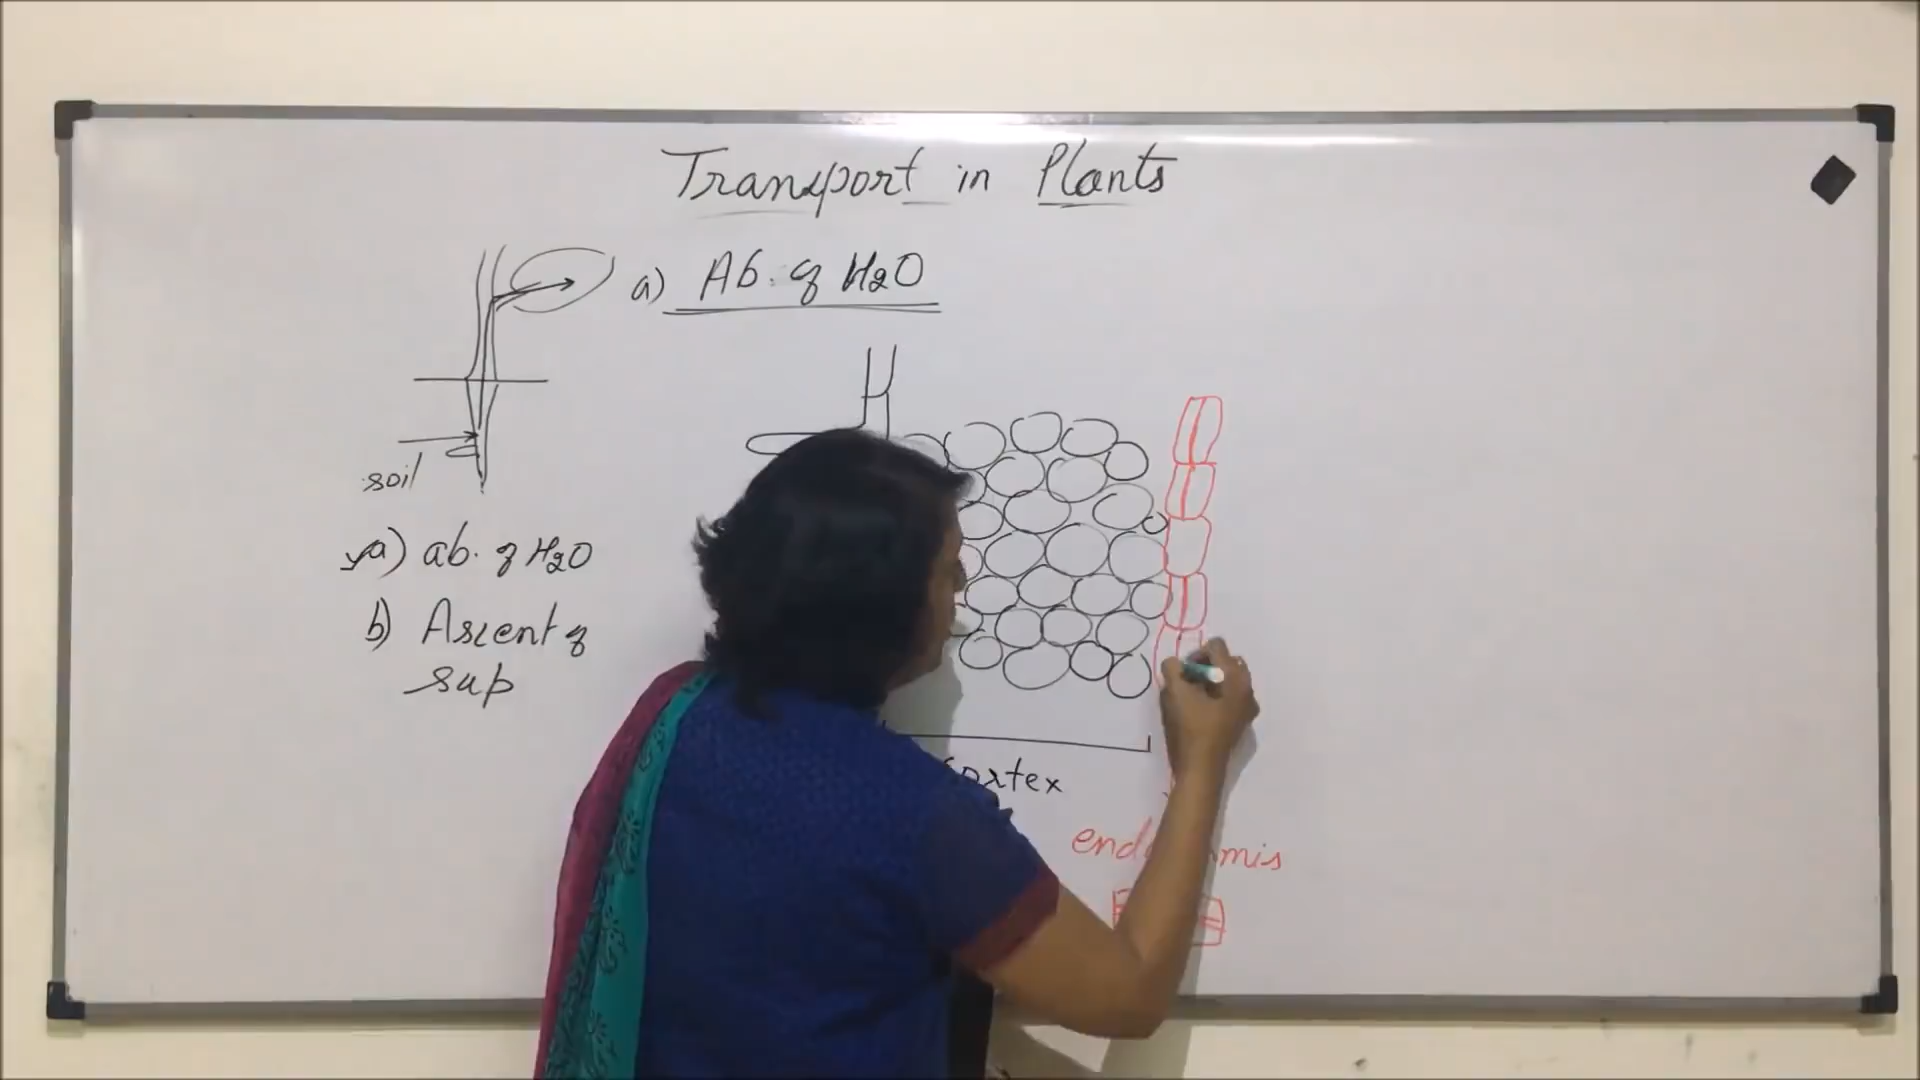 Transport in Plants
a) Ab. of H2O
soil
a) ab. of H2O
b) Ascent of
sap